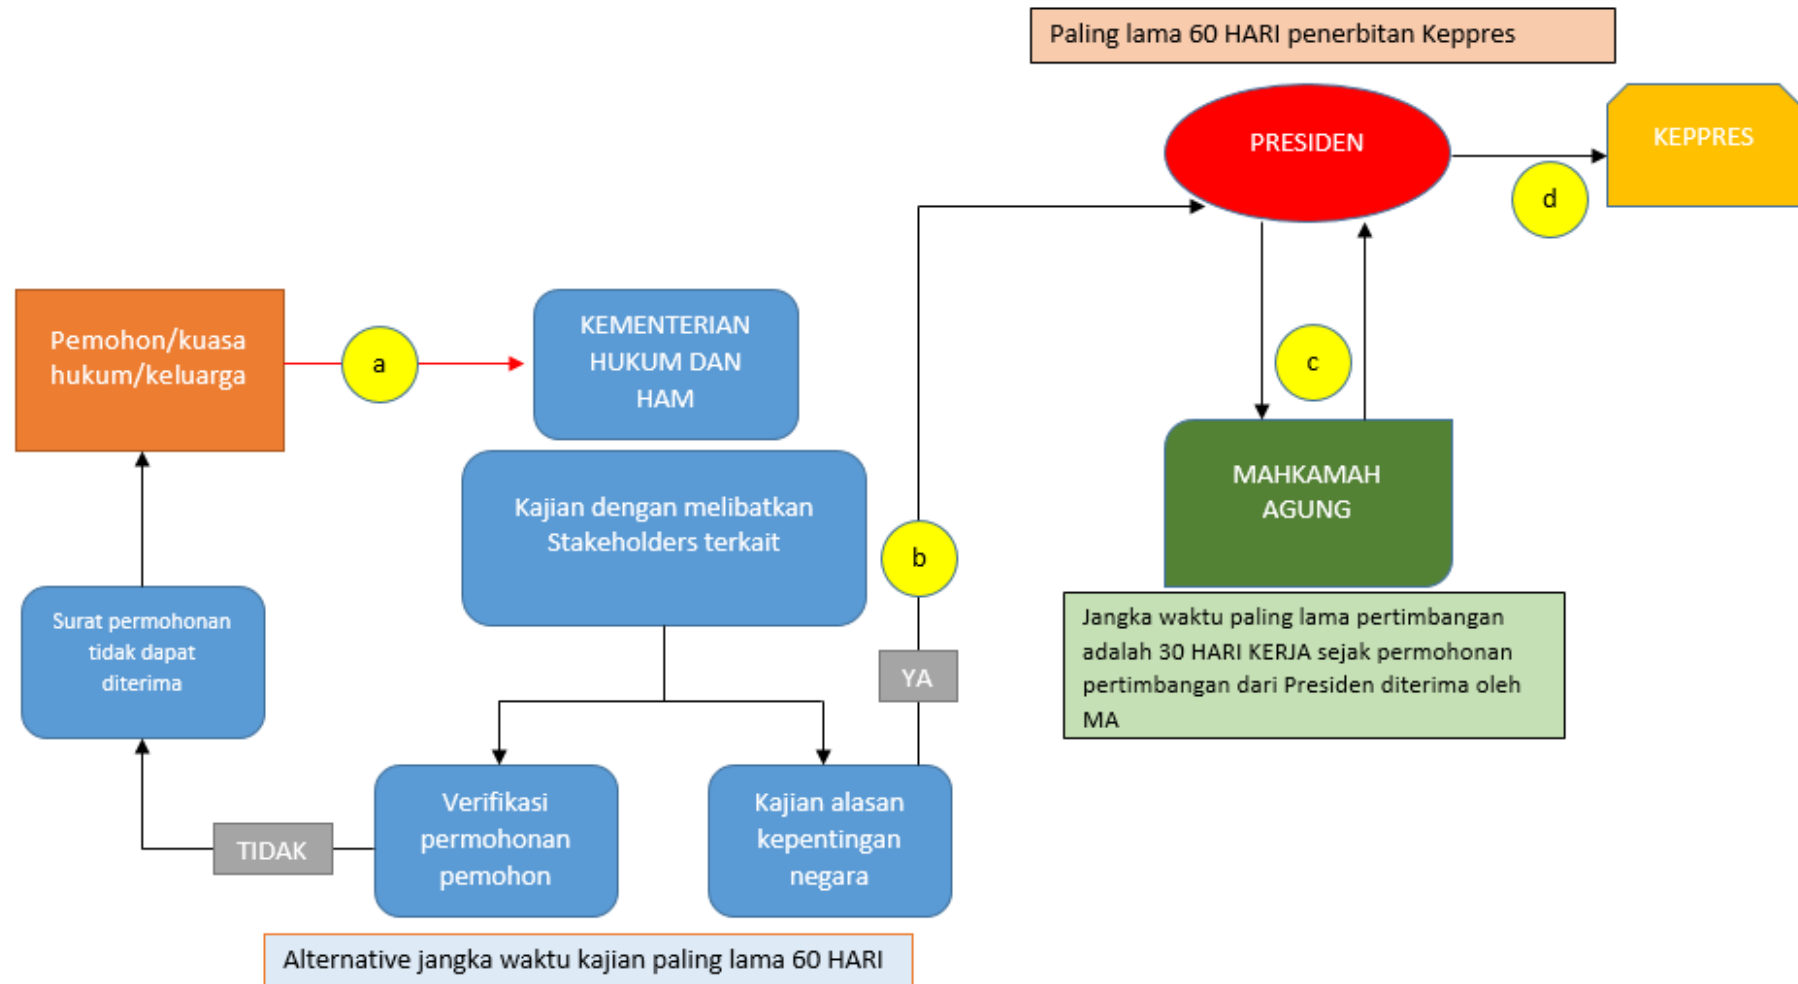 Paling lama 60 HARI penerbitan Keppres
PRESIDEN
KEPPRES
d
Pemohon/kuasa
hukum/keluarga
a
KEMENTERIAN
HUKUM DAN
HAM
c
Kajian dengan melibatkan
Stakeholders terkait
MAHKAMAH
AGUNG
b
Surat permohonan
tidak dapat
diterima
Jangka waktu paling lama pertimbangan
adalah 30 HARI KERJA sejak permohonan
pertimbangan dari Presiden diterima oleh
MA
YA
TIDAK
Verifikasi
permohonan
pemohon
Kajian alasan
kepentingan
negara
Alternative jangka waktu kajian paling lama 60 HARI